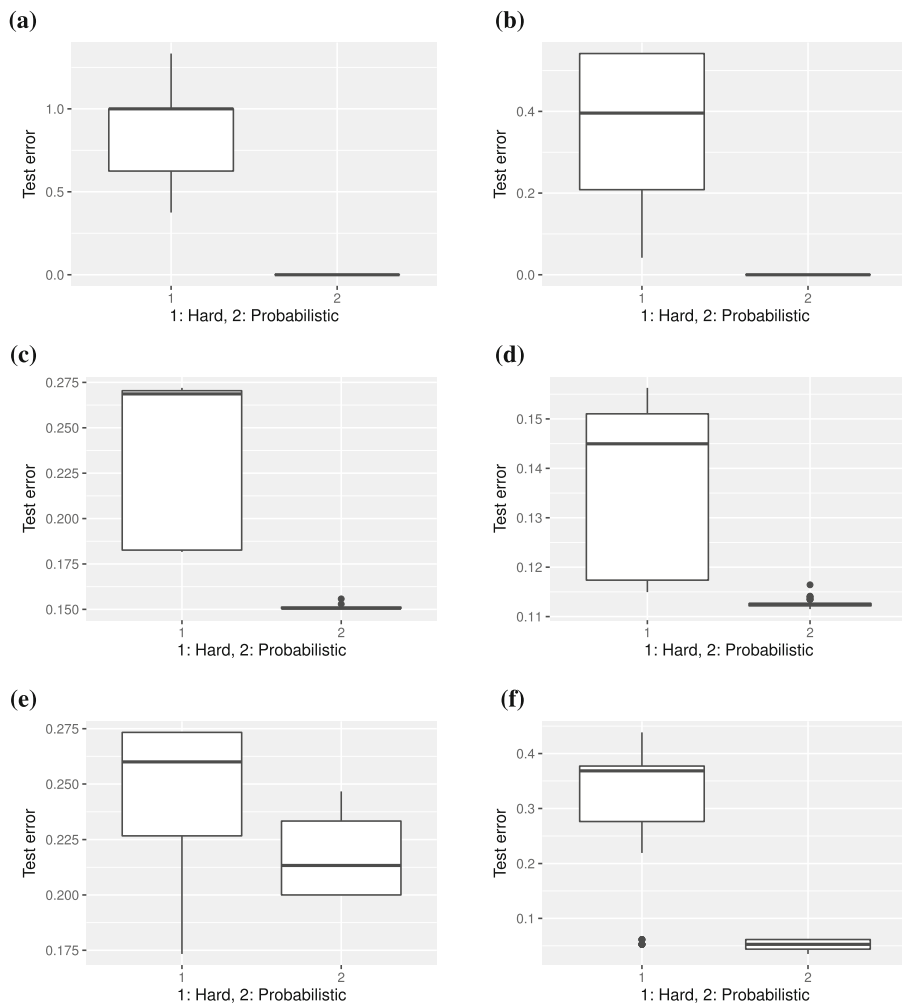 (a)
Test error
1.0
0.5
0.0
1 2
1: Hard, 2: Probabilistic
(b)
Test error
0.4
0.2
0.0
1 2
1: Hard, 2: Probabilistic
(c)
Test error
0.275
0.250
0.225
0.200
0.175
0.150
1 2
1: Hard, 2: Probabilistic
(d)
Test error
0.15
0.14
0.13
0.12
0.11
1 2
1: Hard, 2: Probabilistic
(e)
Test error
0.275
0.250
0.225
0.200
0.175
1 2
1: Hard, 2: Probabilistic
(f)
Test error
0.4
0.3
0.2
0.1
1 2
1: Hard, 2: Probabilistic